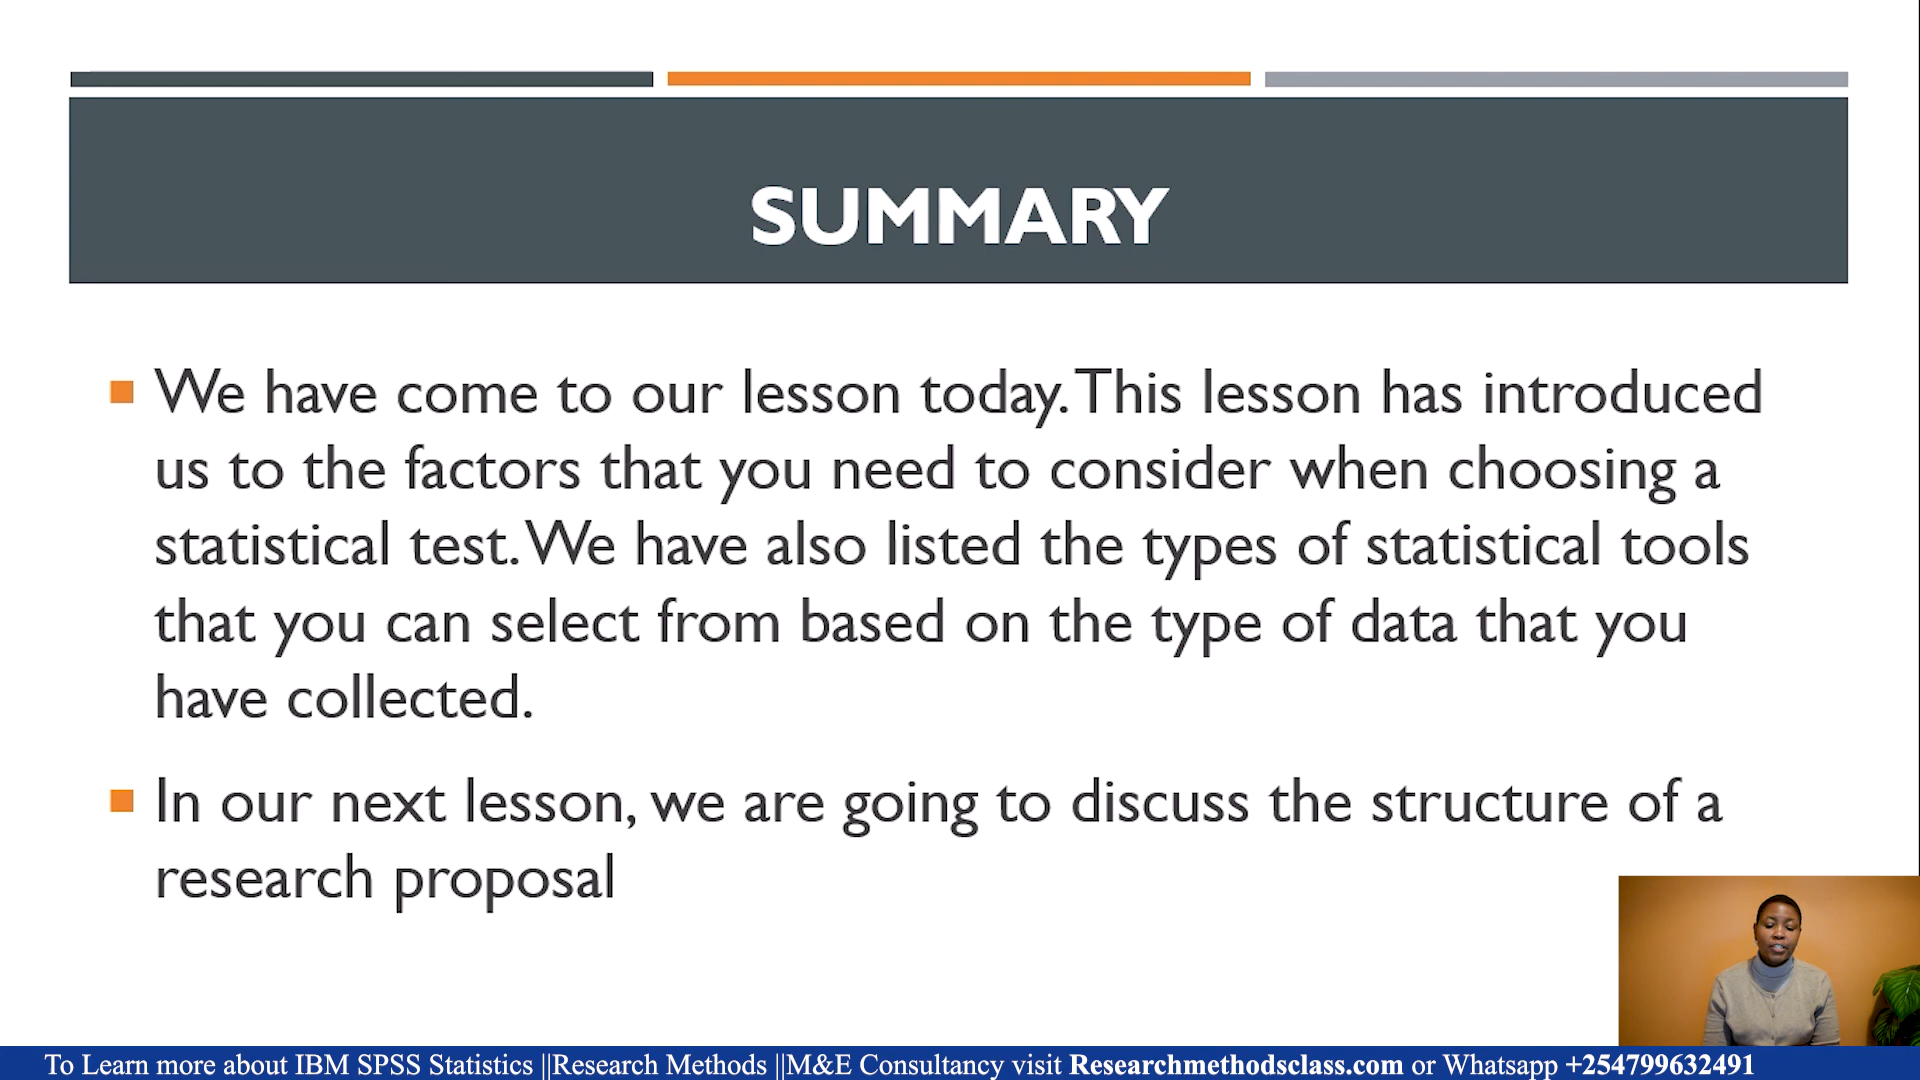 SUMMARY
We have come to our lesson today. This lesson has introduced
us to the factors that you need to consider when choosing a
statistical test. We have also listed the types of statistical tools
that you can select from based on the type of data that you
have collected.
In our next lesson, we are going to discuss the structure of a
research proposal
To Learn more about IBM SPSS Statistics ||Research Methods ||M&E Consultancy visit Researchmethodsclass.com or Whatsapp +254799632491